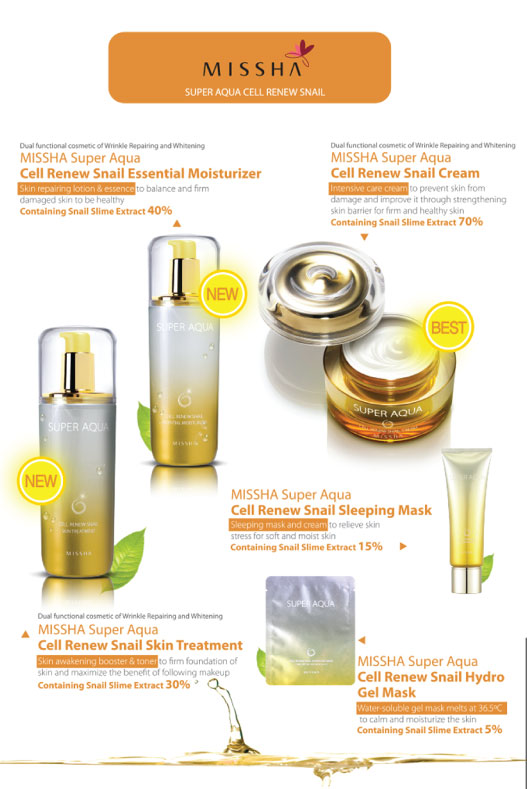 MISSHA
SUPER AQUA CELL RENEW SNAIL
Dual functional cosmetic of Wrinkle Repairing and Whitening
MISSHA Super Aqua
Cell Renew Snail Essential Moisturizer
Skin repairing lotion & essence to balance and firm
damaged skin to be healthy
Containing Snail Slime Extract 40%
Dual functional cosmetic of Wrinkle Repairing and Whitening
MISSHA Super Aqua
Cell Renew Snail Cream
Intensive care cream to prevent skin from
damage and improve it through strengthening
skin barrier for firm and healthy skin
Containing Snail Slime Extract 70%
NEW
SUPER AQUA
MISSHA
BEST
SUPER AQUA
MISSHA
SUPER AQUA
NEW
CELL RENEW SNAIL
SKIN TREATMENT
MISSHA
MISSHA Super Aqua
Cell Renew Snail Sleeping Mask
Sleeping mask and cream to relieve skin
stress for soft and moist skin
Containing Snail Slime Extract 15%
SUPER AQUA
Dual functional cosmetic of Wrinkle Repairing and Whitening
MISSHA Super Aqua
Cell Renew Snail Skin Treatment
Skin awakening booster & toner to firm foundation of
skin and maximize the benefit of following makeup
Containing Snail Slime Extract 30%
MISSHA Super Aqua
Cell Renew Snail Hydro
Gel Mask
Water-soluble gel mask melts at 36.5ºC
to calm and moisturize the skin
Containing Snail Slime Extract 5%